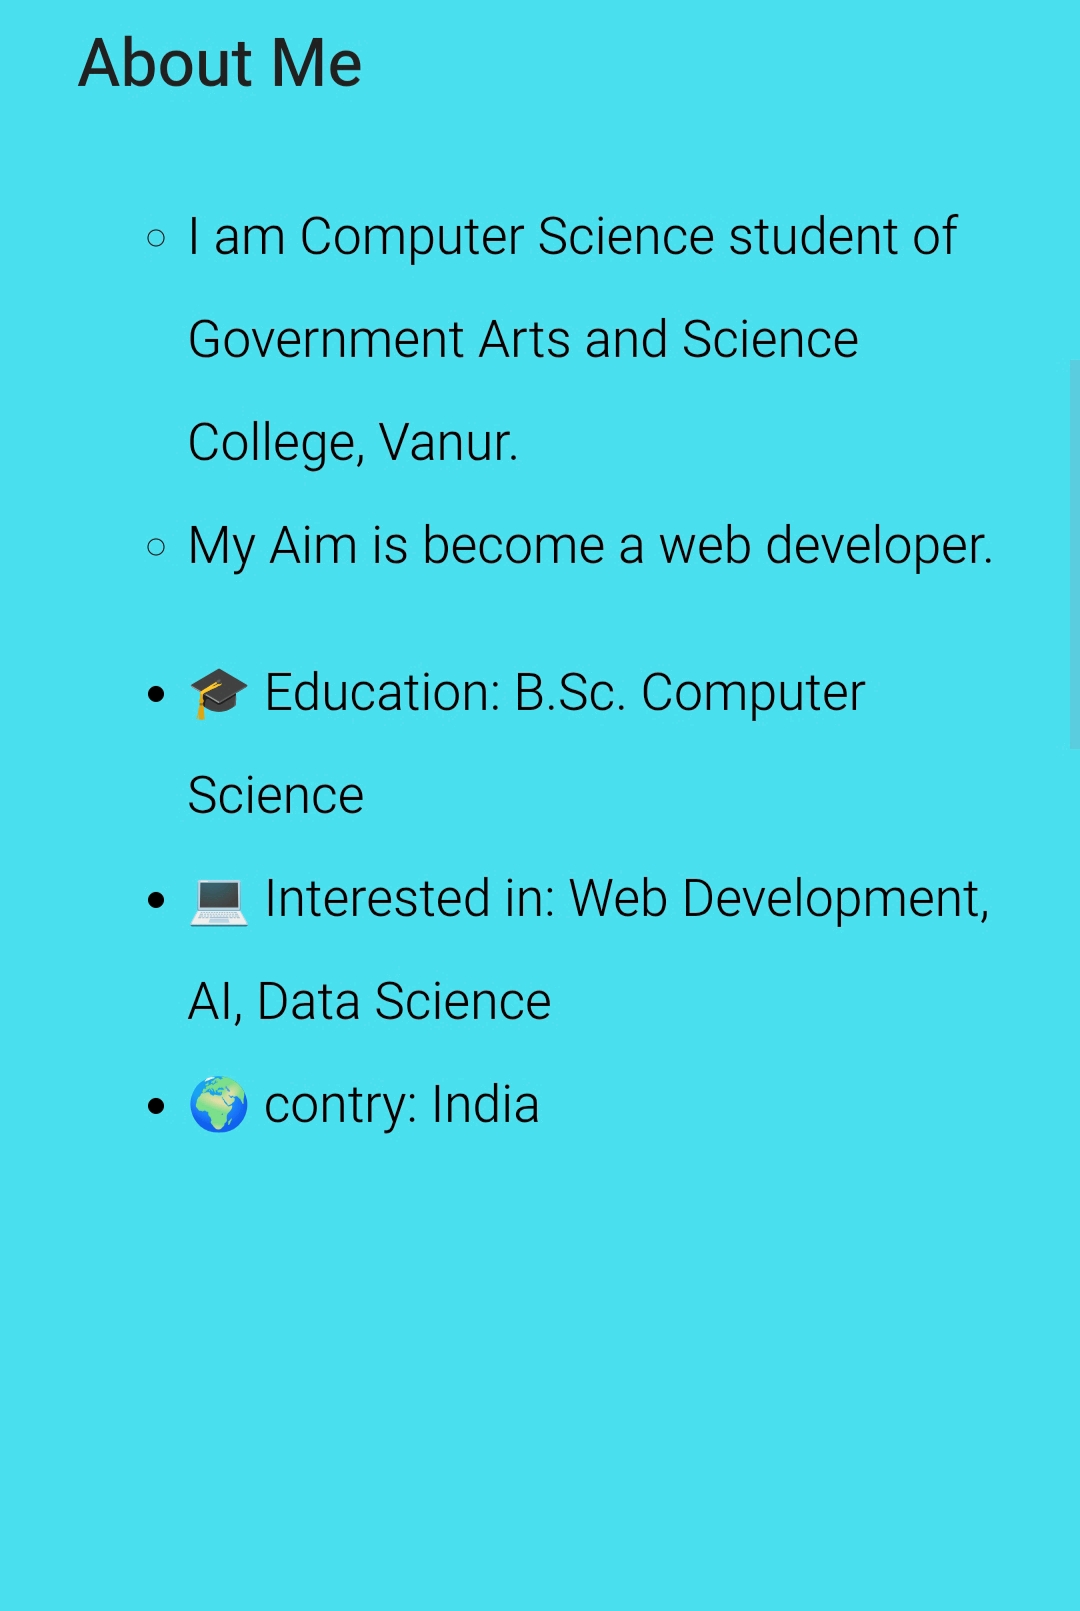 About Me
I am Computer Science student of
Government Arts and Science
College, Vanur.
My Aim is become a web developer.
🎓 Education: B.Sc. Computer
Science
💻 Interested in: Web Development,
AI, Data Science
🌍 contry: India